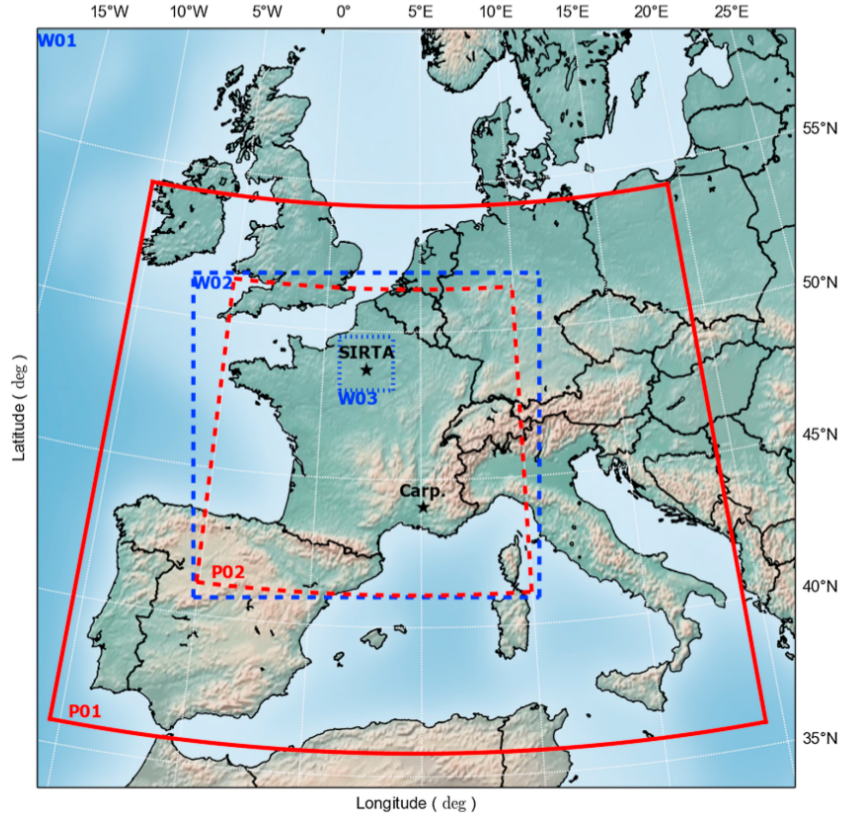 15°W 10°W 5°W 0° 5°E 10°E 15°E 20°E 25°E
W01
55°N
50°N
W02
SIRTA
W03
45°N
Latitude ( deg )
Carp.
P02
40°N
P01
35°N
Longitude ( deg )